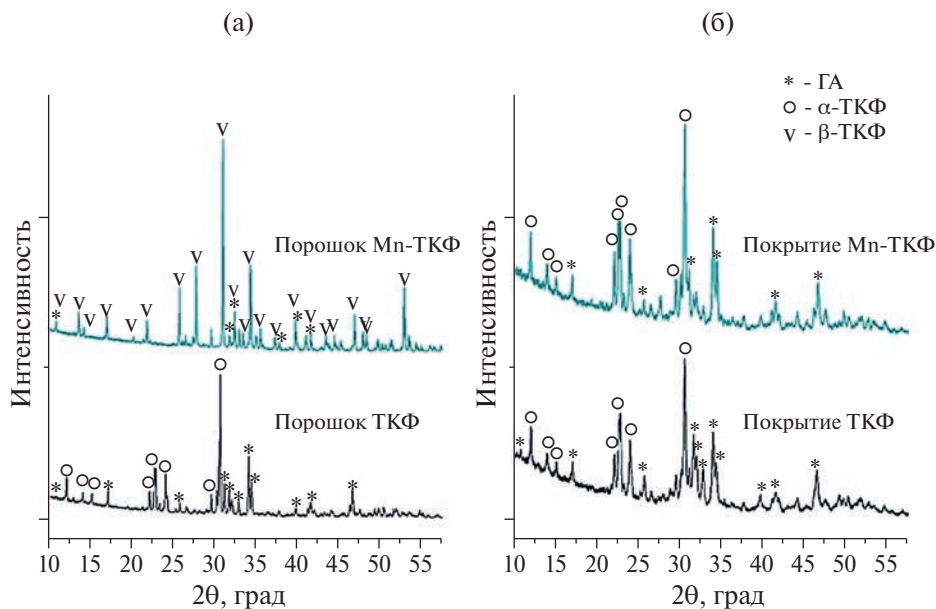 (а)
(б)
* - ГА
o - α-ТКФ
v - β-ТКФ
Интенсивность
Порошок Mn-ТКФ
Порошок ТКФ
10 15 20 25 30 35 40 45 50 55
2θ, град
Интенсивность
Покрытие Mn-ТКФ
Покрытие ТКФ
10 15 20 25 30 35 40 45 50 55
2θ, град